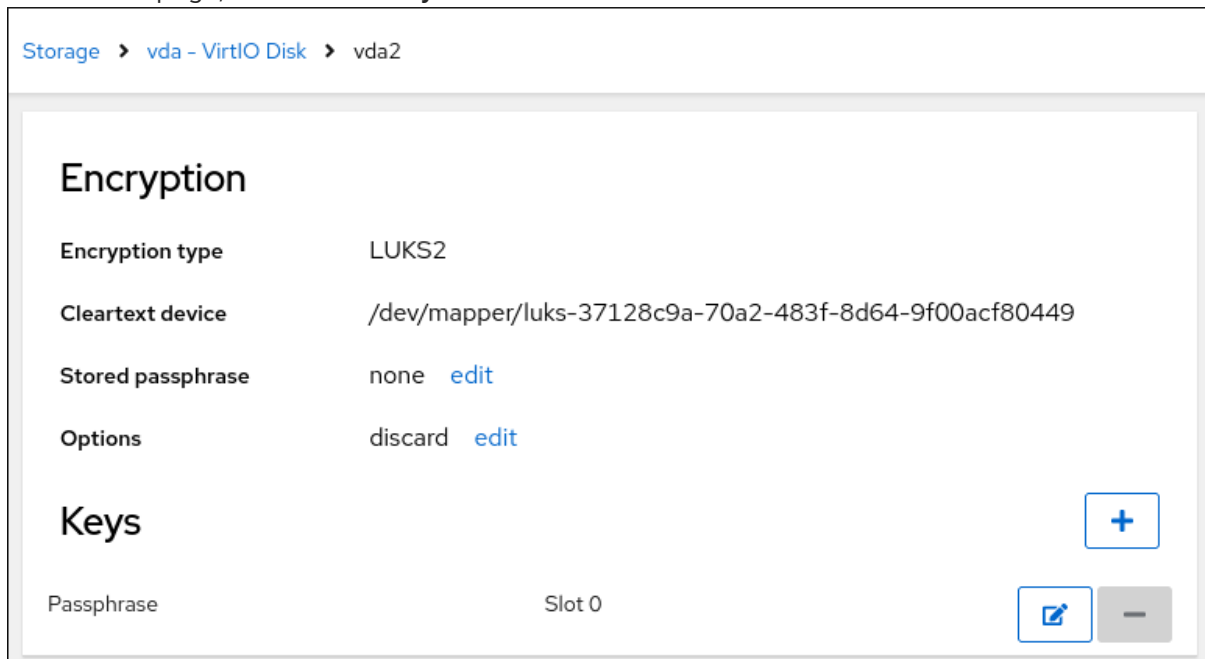 Storage > vda - VirtIO Disk > vda2
Encryption
Encryption type LUKS2
Cleartext device /dev/mapper/luks-37128c9a-70a2-483f-8d64-9f00acf80449
Stored passphrase none edit
Options discard edit
Keys
Passphrase Slot 0